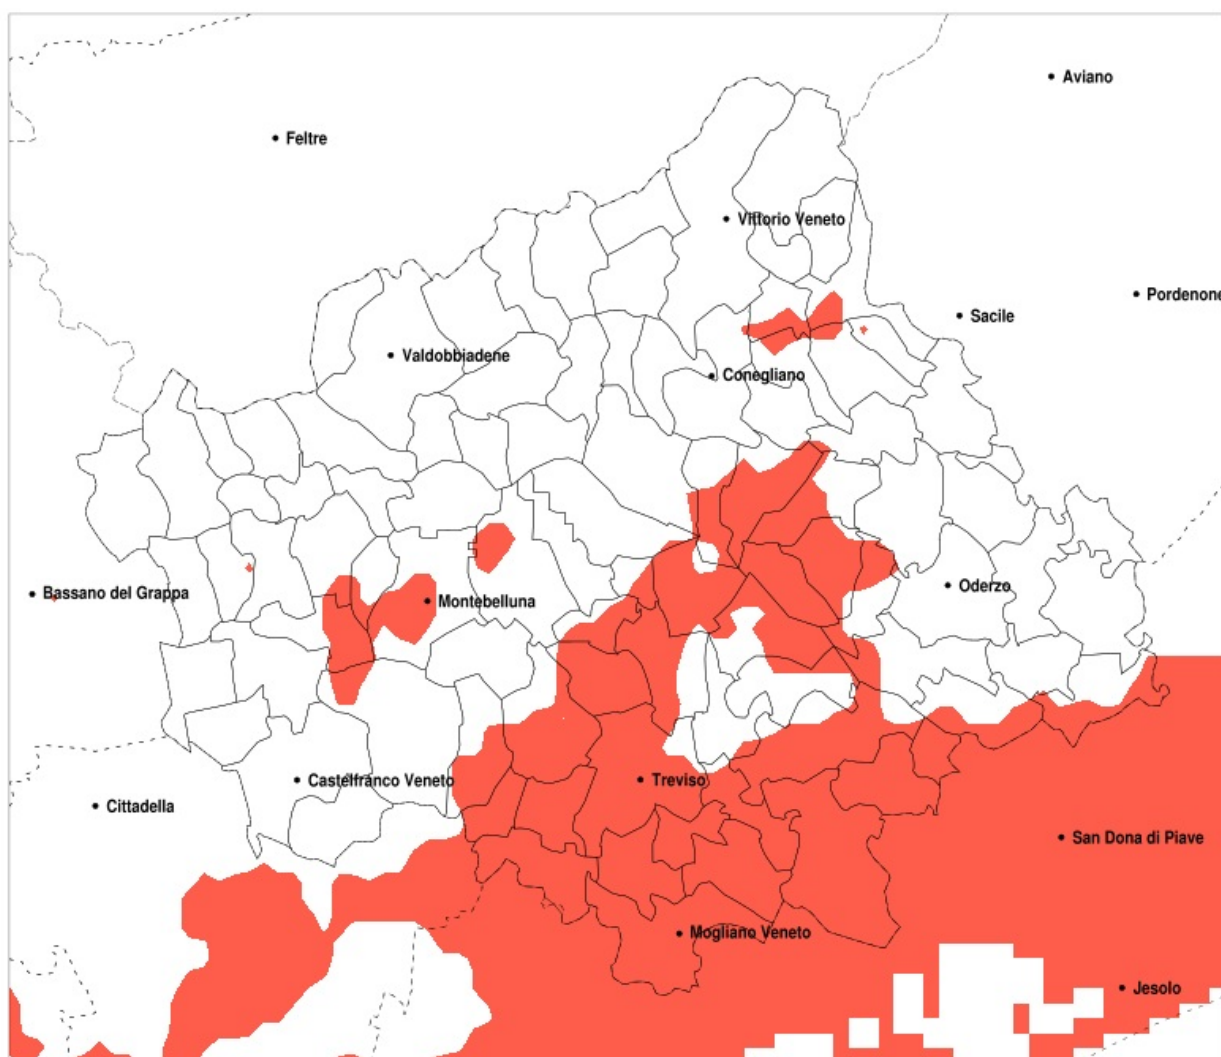 Aviano
Feltre
Vittorio Veneto
Pordenone
Sacile
Valdobbiadene
Conegliano
Oderzo
Bassano del Grappa
Montebelluna
Castelfranco Veneto
Treviso
Cittadella
San Dona di Piave
Mogliano Veneto
Jesolo